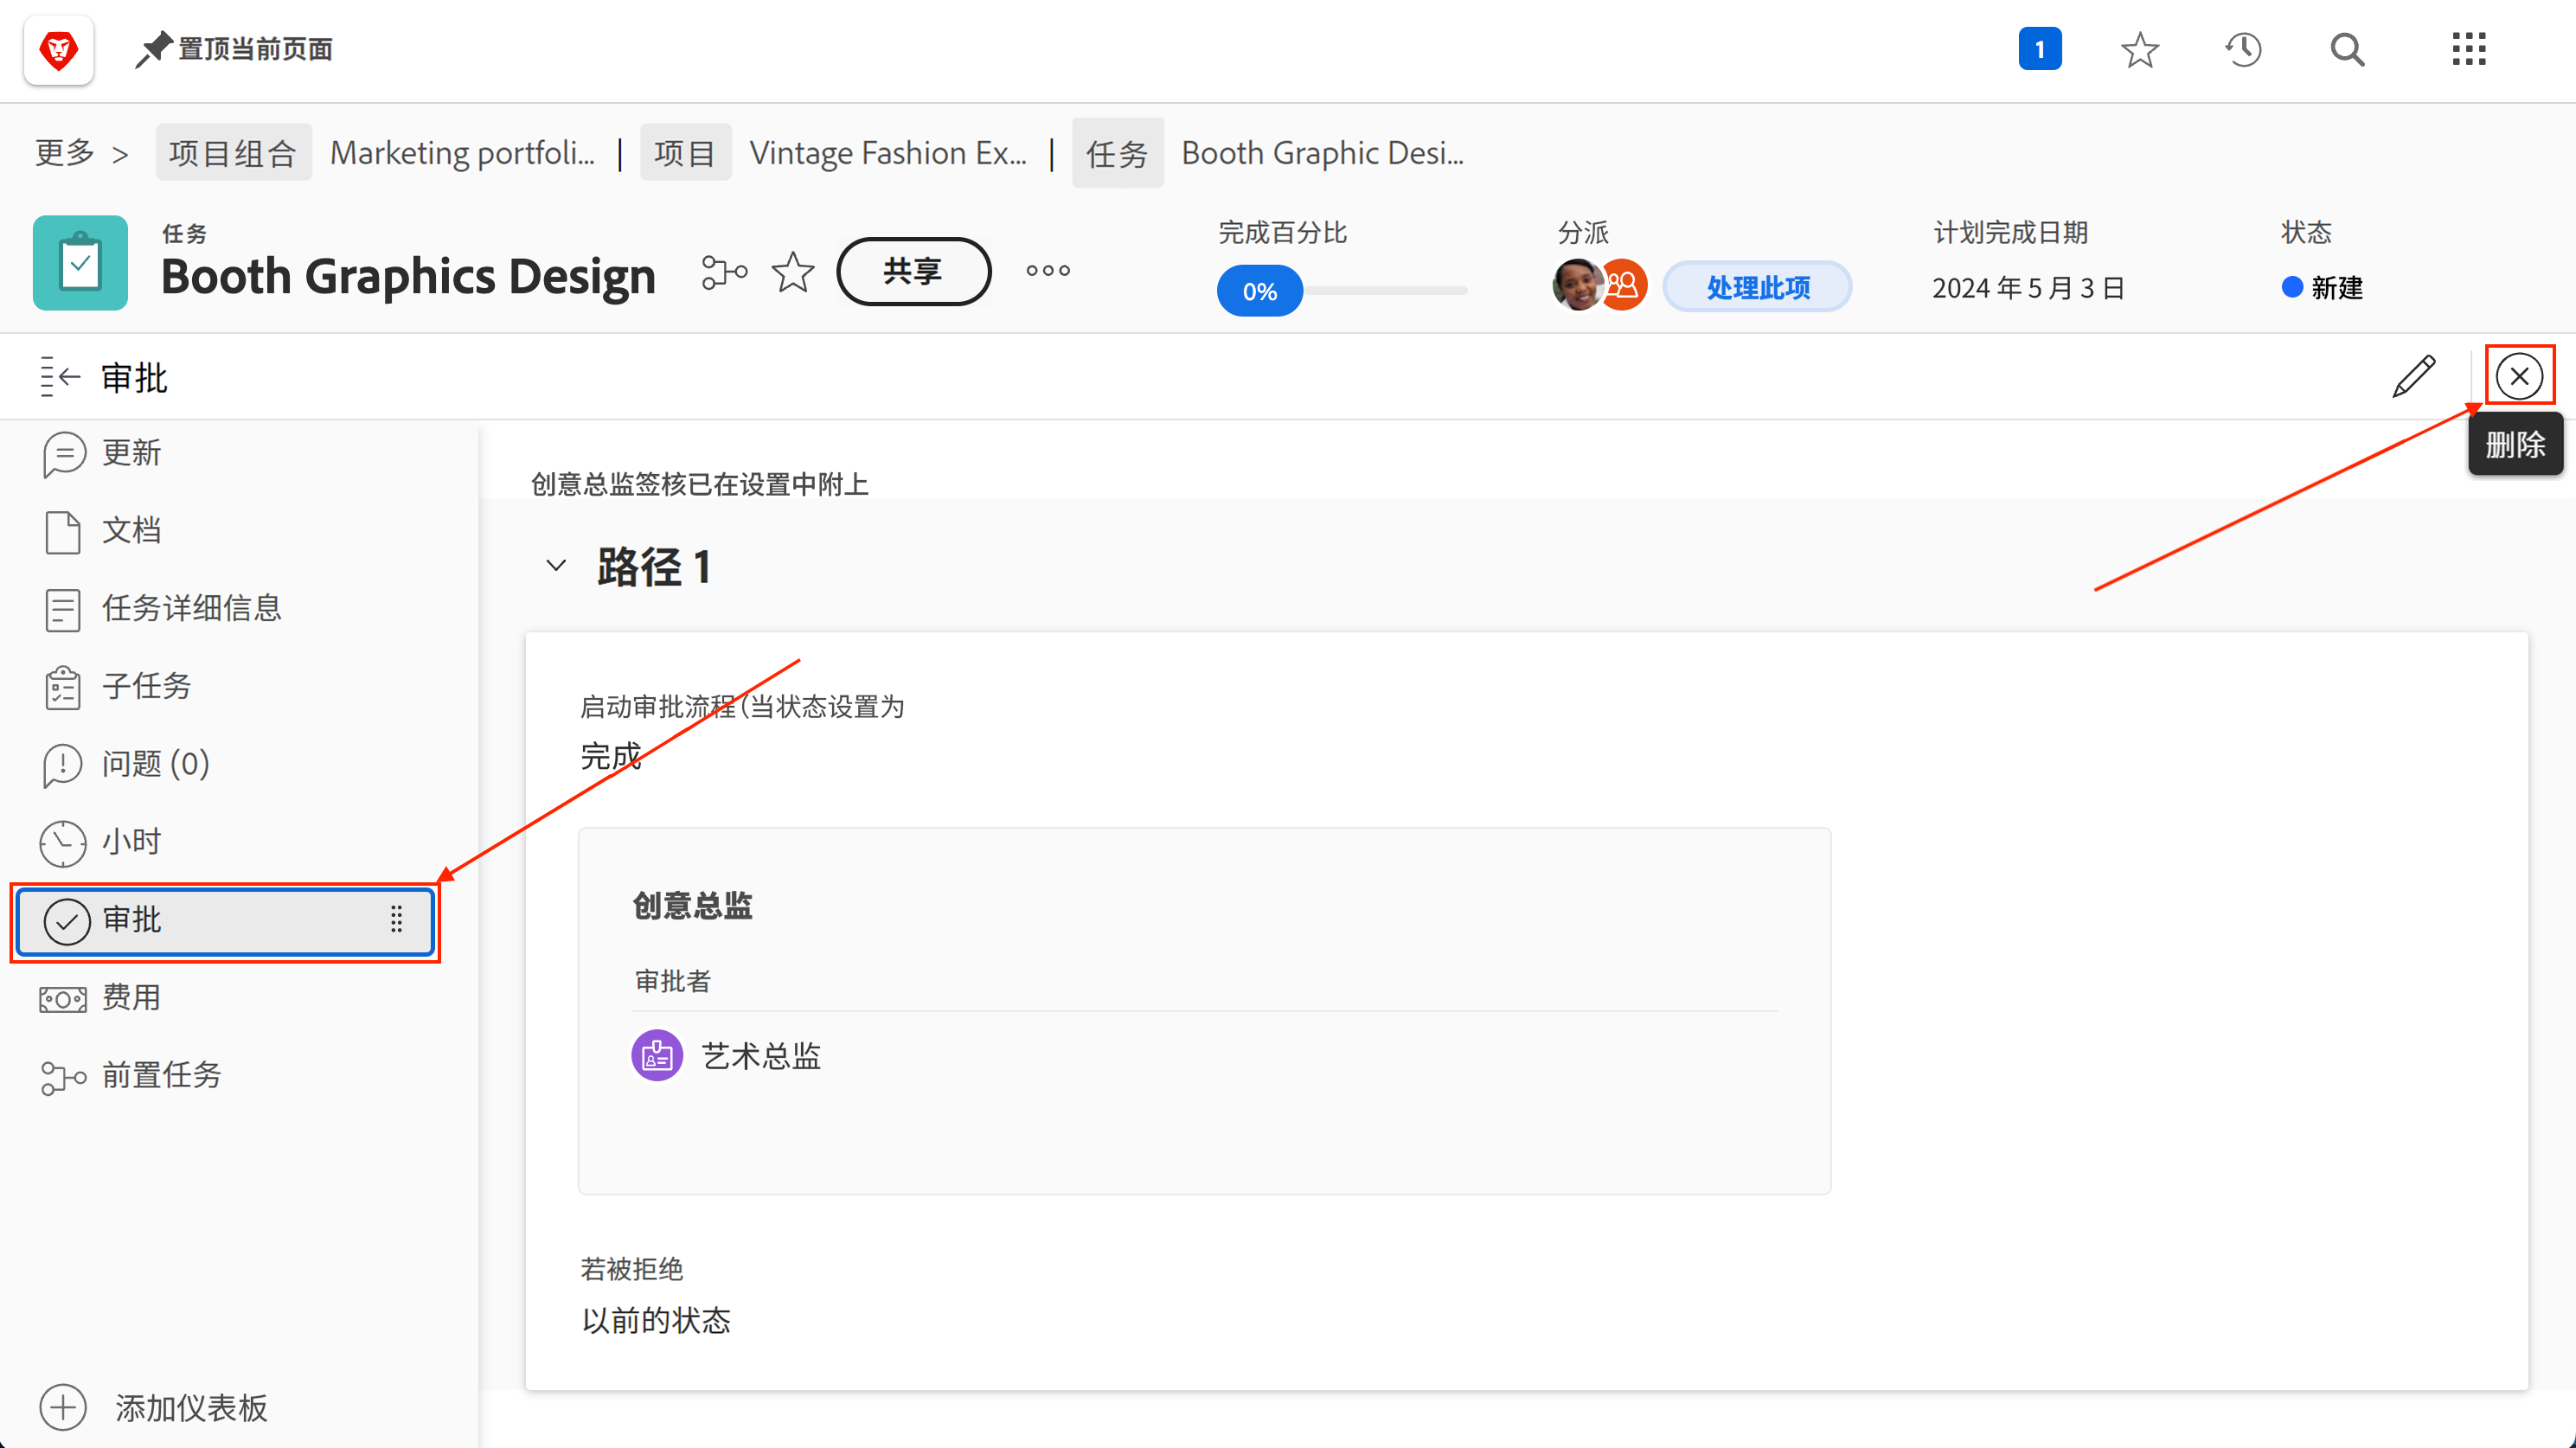 置顶当前页面
1
更多 > 项目组合 Marketing portfoli... | 项目 Vintage Fashion Ex... | 任务 Booth Graphic Desi...
任务
Booth Graphics Design
共享
完成百分比
0%
分派
处理此项
计划完成日期
2024 年 5 月 3 日
状态
新建
审批
删除
更新
文档
任务详细信息
子任务
问题 (0)
小时
审批
费用
前置任务
添加仪表板
创意总监签核已在设置中附上
路径 1
启动审批流程(当状态设置为
完成
创意总监
审批者
艺术总监
若被拒绝
以前的状态